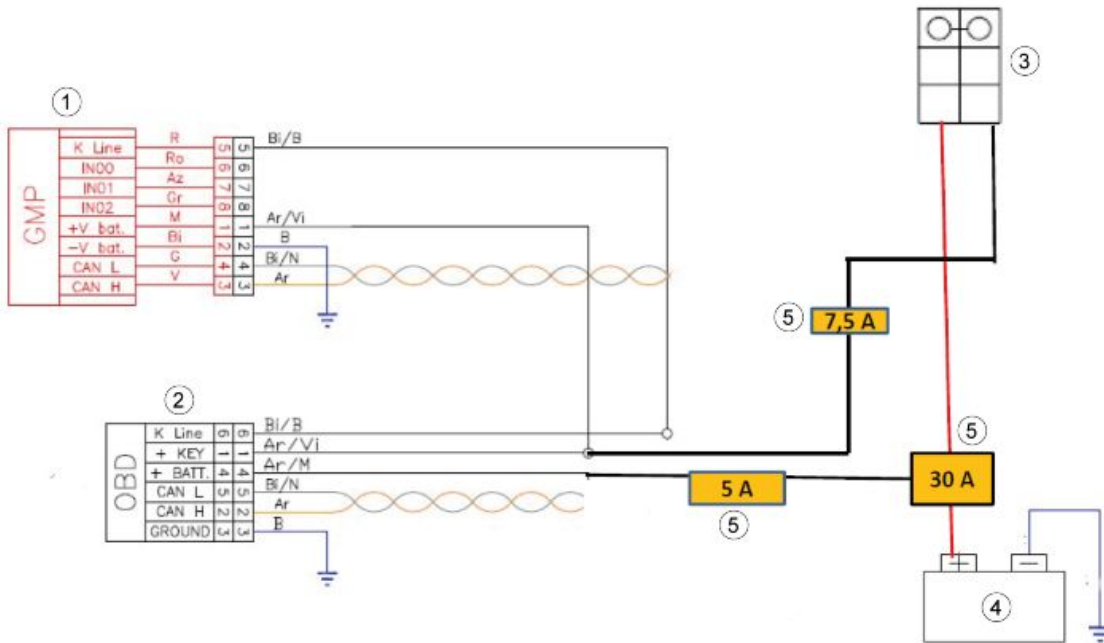 1
GMP
K Line R 5 5 Bi/B
IN00 Ro 6 6
IN01 Az 7 7
IN02 Gr 8 8
+V bat. M 1 1 Ar/Vi
-V bat. Bi 2 2 B
CAN L G 4 4 Bi/N
CAN H V 3 3 Ar
2
OBD
K Line 6 6 Bi/B
+ KEY 1 1 Ar/Vi
+ BATT. 4 4 Ar/M
CAN L 5 5 Bi/N
CAN H 2 2 Ar
GROUND 3 3 B
3
5 7,5 A
5
30 A
5 A
5
+ −
4